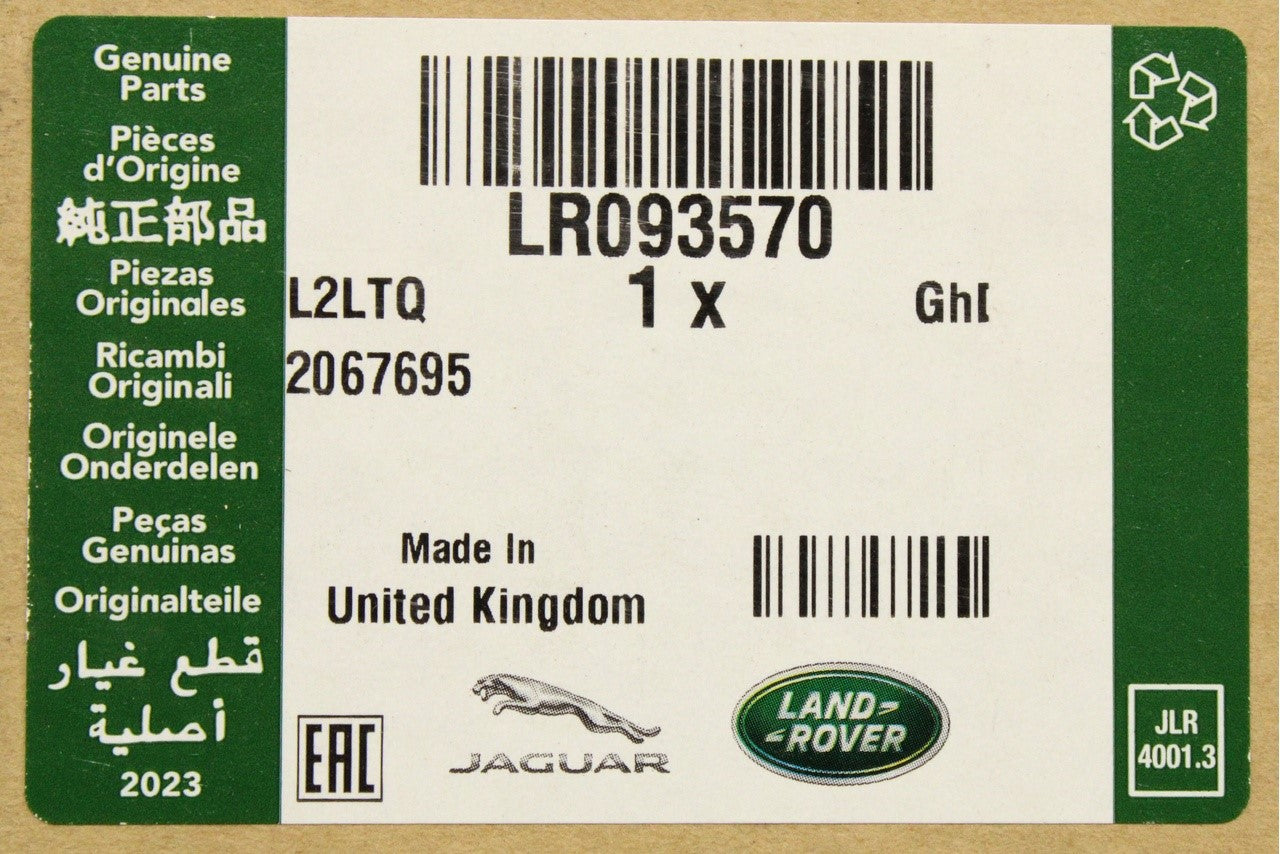 Genuine
Parts
Pièces
d'Origine
純正部品
Piezas
Originales
Ricambi
Originali
Originele
Onderdelen
Peças
Genuinas
Originalteile
قطع غيار
أصلية
2023
LR093570
L2LTQ 1 x
2067695
Made In
United Kingdom
EAC
JAGUAR
LAND-
-ROVER
JLR
4001.3